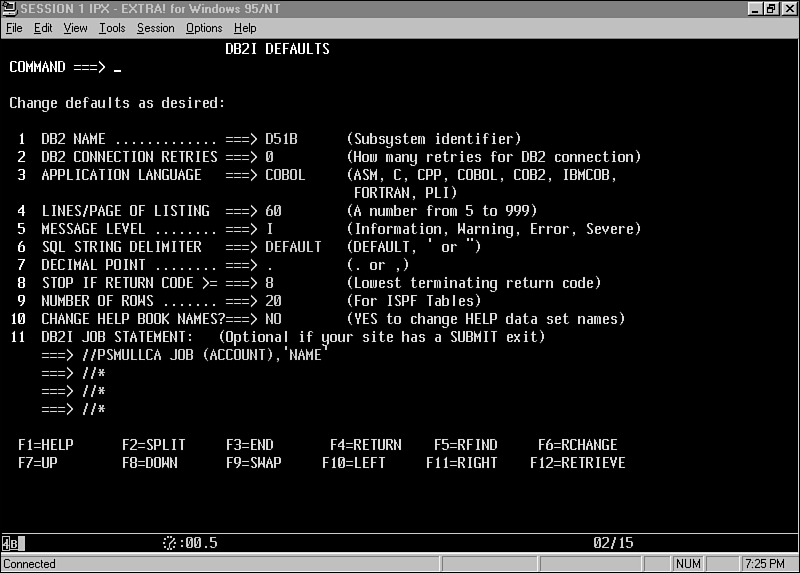 SESSION 1 IPX - EXTRA! for Windows 95/NT
File Edit View Tools Session Options Help
DB2I DEFAULTS
COMMAND ===> _
Change defaults as desired:
1 DB2 NAME ............. ===> D51B (Subsystem identifier)
2 DB2 CONNECTION RETRIES ===> 0 (How many retries for DB2 connection)
3 APPLICATION LANGUAGE ===> COBOL (ASM, C, CPP, COBOL, COB2, IBMCOB,
FORTRAN, PLI)
4 LINES/PAGE OF LISTING ===> 60 (A number from 5 to 999)
5 MESSAGE LEVEL ........ ===> I (Information, Warning, Error, Severe)
6 SQL STRING DELIMITER ===> DEFAULT (DEFAULT, ' or ")
7 DECIMAL POINT ........ ===> . (. or ,)
8 STOP IF RETURN CODE >= ===> 8 (Lowest terminating return code)
9 NUMBER OF ROWS ....... ===> 20 (For ISPF Tables)
10 CHANGE HELP BOOK NAMES?===> NO (YES to change HELP data set names)
11 DB2I JOB STATEMENT: (Optional if your site has a SUBMIT exit)
===> //PSMULLCA JOB (ACCOUNT),'NAME'
===> //*
===> //*
===> //*
F1=HELP F2=SPLIT F3=END F4=RETURN F5=RFIND F6=RCHANGE
F7=UP F8=DOWN F9=SWAP F10=LEFT F11=RIGHT F12=RETRIEVE
4B :00.5 02/15
Connected NUM 7:25 PM